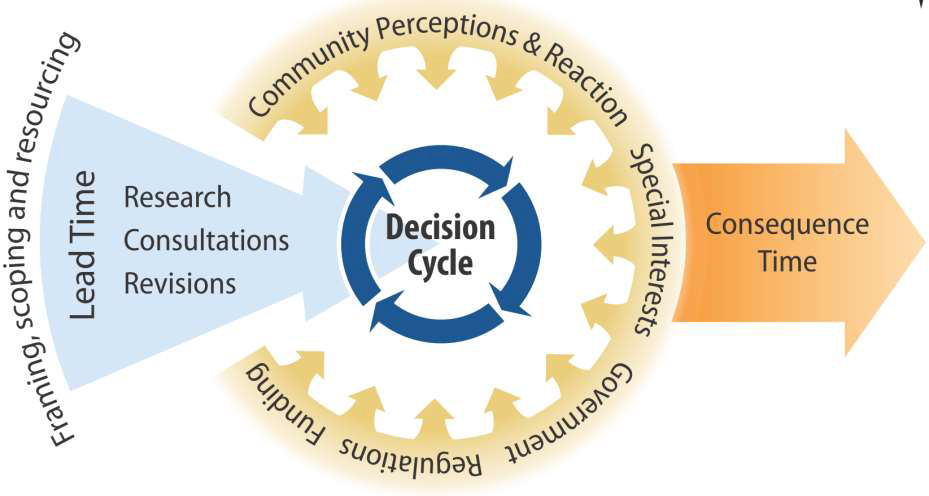 Framing, scoping and resourcing
Lead Time
Research
Consultations
Revisions
Community Perceptions & Reaction
Decision
Cycle
Special Interests
Government
Regulations
Funding
Consequence
Time